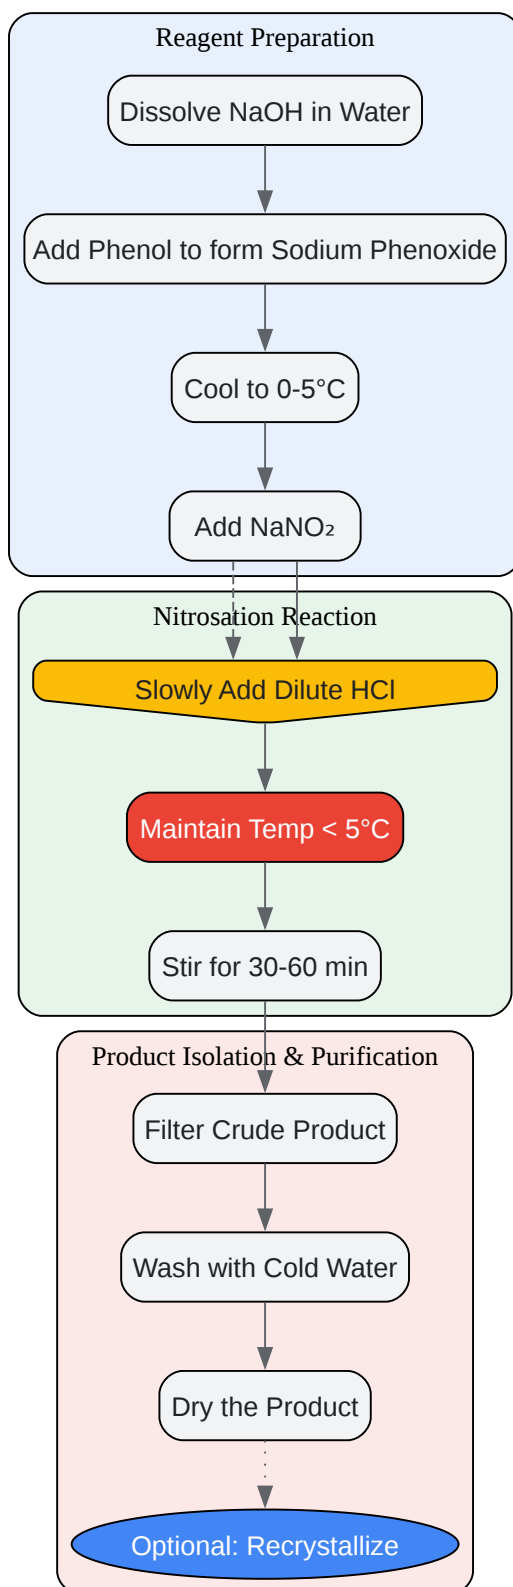 Reagent Preparation
Dissolve NaOH in Water
Add Phenol to form Sodium Phenoxide
Cool to 0-5°C
Add NaNO₂
Nitrosation Reaction
Slowly Add Dilute HCl
Maintain Temp < 5°C
Stir for 30-60 min
Product Isolation & Purification
Filter Crude Product
Wash with Cold Water
Dry the Product
Optional: Recrystallize